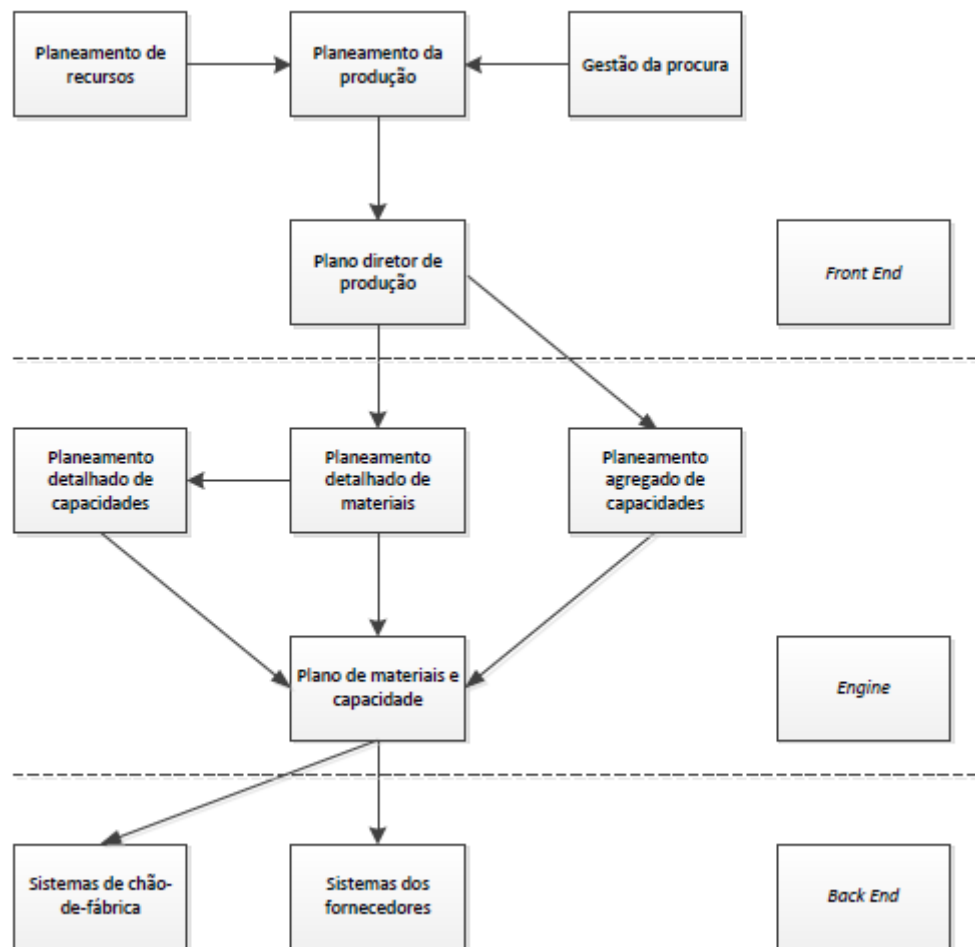 Planeamento de
recursos
Planeamento da
produção
Gestão da procura
Plano diretor de
produção
Front End
Planeamento
detalhado de
capacidades
Planeamento
detalhado de
materiais
Planeamento
agregado de
capacidades
Plano de materiais e
capacidade
Engine
Sistemas de chão-
de-fábrica
Sistemas dos
fornecedores
Back End